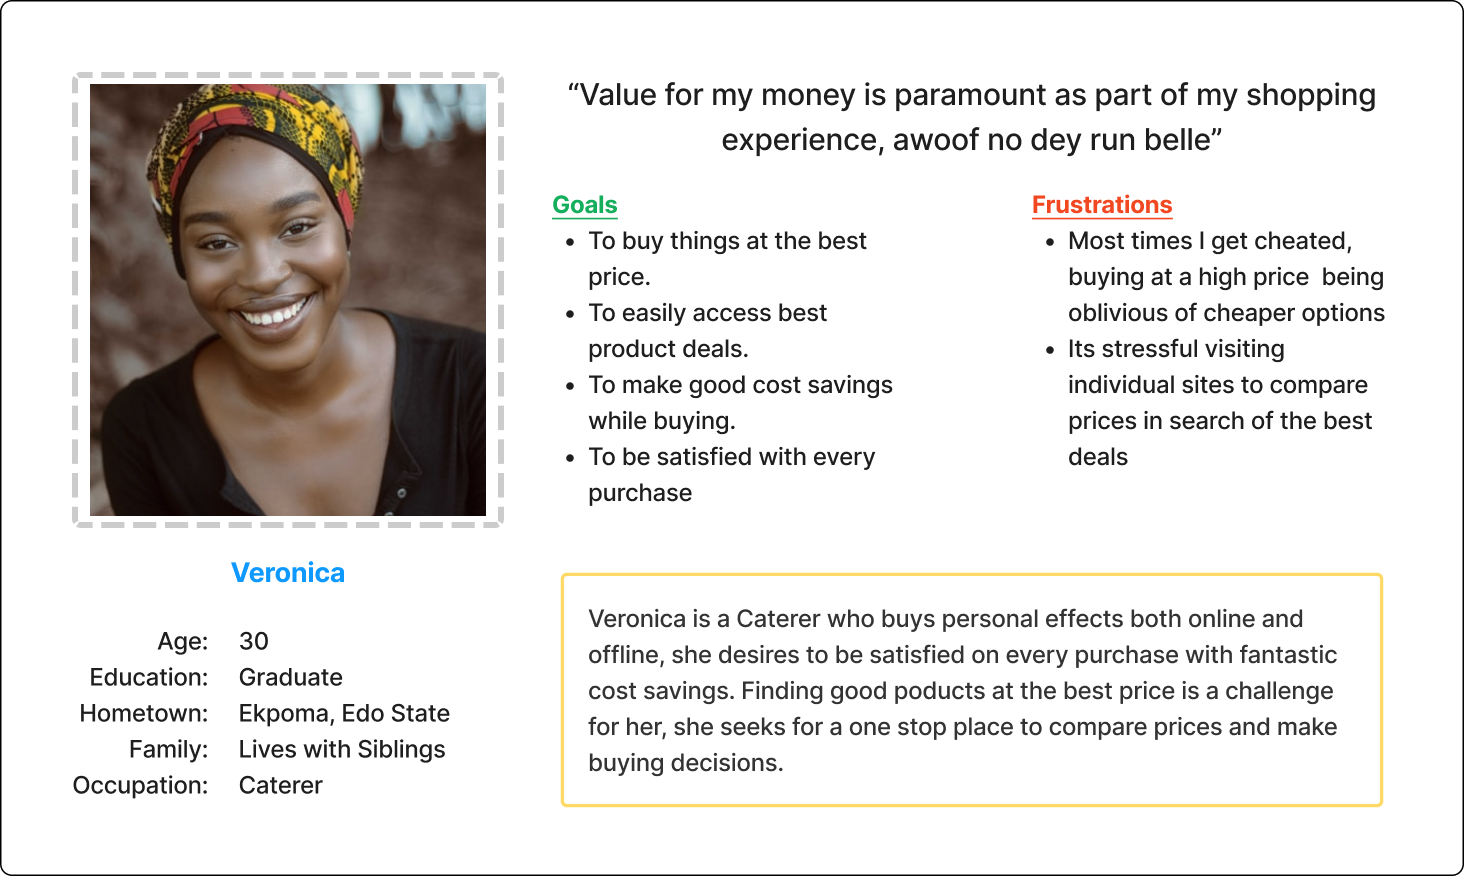 “Value for my money is paramount as part of my shopping
experience, awoof no dey run belle”
Goals
• To buy things at the best
price.
• To easily access best
product deals.
• To make good cost savings
while buying.
• To be satisfied with every
purchase
Frustrations
• Most times I get cheated,
buying at a high price  being
oblivious of cheaper options
• Its stressful visiting
individual sites to compare
prices in search of the best
deals
Veronica
Age: 30
Education: Graduate
Hometown: Ekpoma, Edo State
Family: Lives with Siblings
Occupation: Caterer
Veronica is a Caterer who buys personal effects both online and
offline, she desires to be satisfied on every purchase with fantastic
cost savings. Finding good poducts at the best price is a challenge
for her, she seeks for a one stop place to compare prices and make
buying decisions.